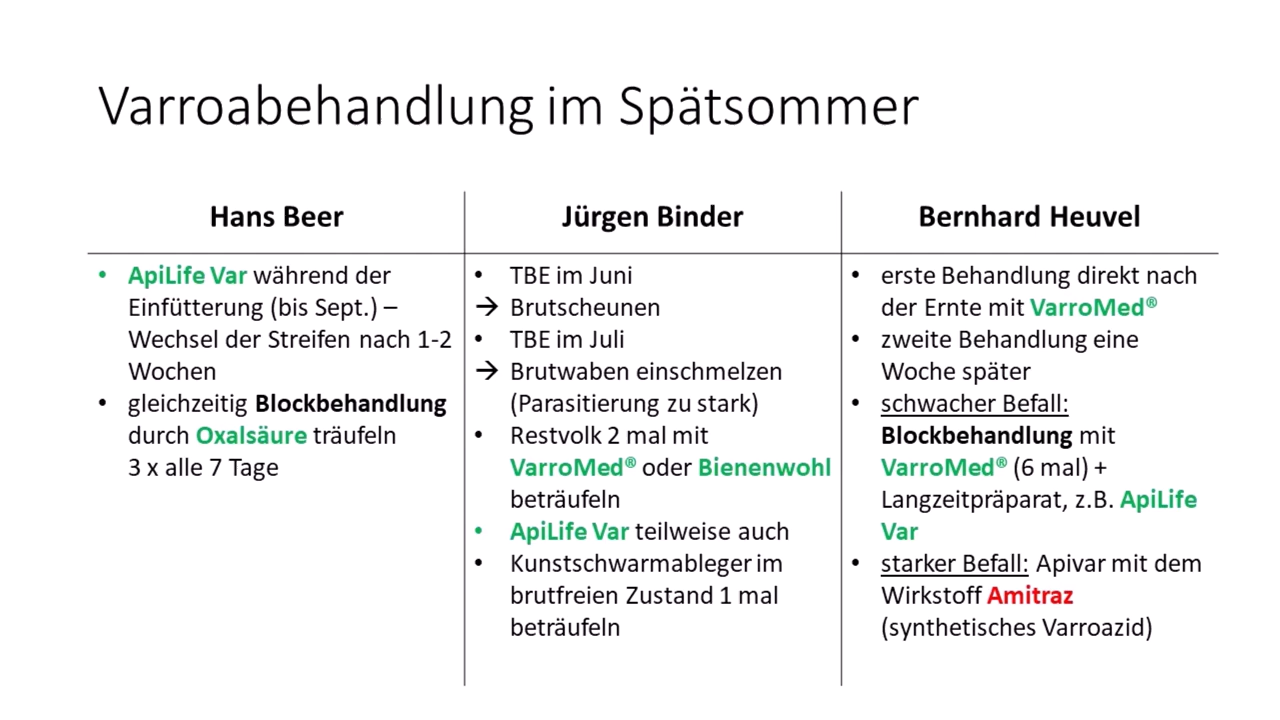 Varroabehandlung im Spätsommer
Hans Beer
• ApiLife Var während der
Einfütterung (bis Sept.) –
Wechsel der Streifen nach 1-2
Wochen
• gleichzeitig Blockbehandlung
durch Oxalsäure träufeln
3 x alle 7 Tage
Jürgen Binder
• TBE im Juni
→ Brutscheunen
• TBE im Juli
→ Brutwaben einschmelzen
(Parasitierung zu stark)
• Restvolk 2 mal mit
VarroMed® oder Bienenwohl
beträufeln
• ApiLife Var teilweise auch
• Kunstschwarmableger im
brutfreien Zustand 1 mal
beträufeln
Bernhard Heuvel
• erste Behandlung direkt nach
der Ernte mit VarroMed®
• zweite Behandlung eine
Woche später
• schwacher Befall:
Blockbehandlung mit
VarroMed® (6 mal) +
Langzeitpräparat, z.B. ApiLife
Var
• starker Befall: Apivar mit dem
Wirkstoff Amitraz
(synthetisches Varroazid)